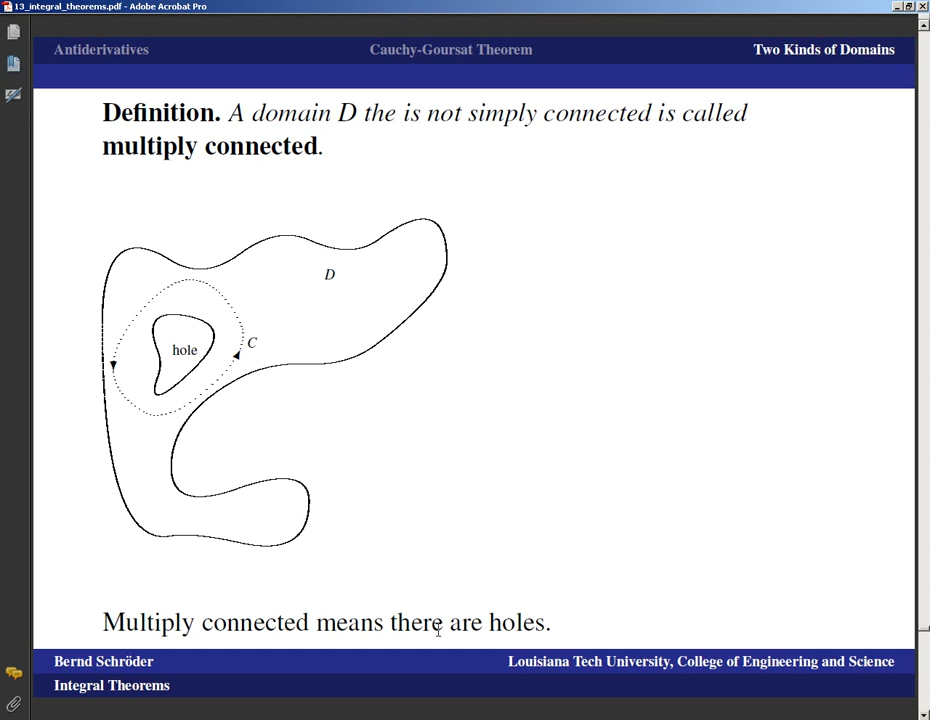 13_integral_theorems.pdf - Adobe Acrobat Pro
Antiderivatives Cauchy-Goursat Theorem Two Kinds of Domains
Definition. A domain D the is not simply connected is called
multiply connected.
D
C
hole
Multiply connected means there are holes.
Bernd Schröder Louisiana Tech University, College of Engineering and Science
Integral Theorems